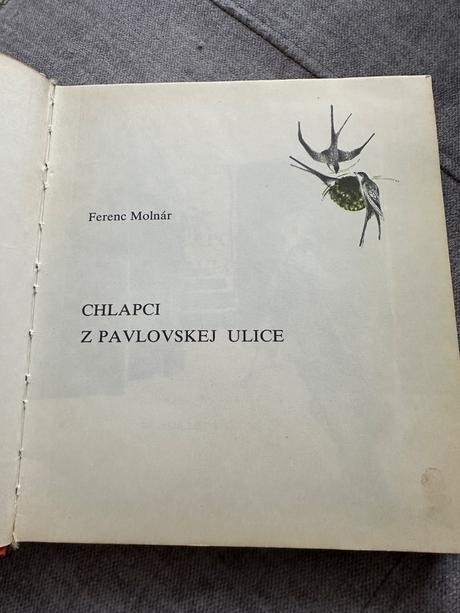 Ferenc Molnár
CHLAPCI
Z PAVLOVSKEJ ULICE